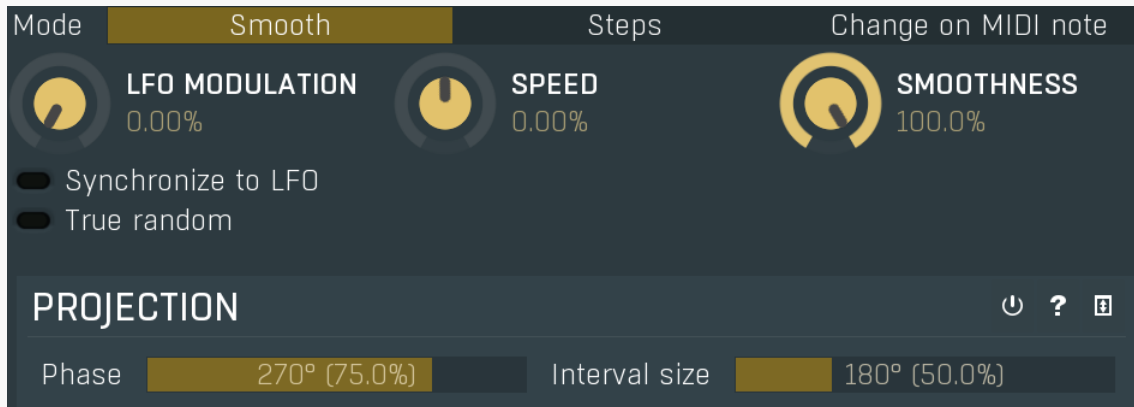 Mode Smooth Steps Change on MIDI note
LFO MODULATION SPEED SMOOTHNESS
0.00% 0.00% 100.0%
Synchronize to LFO
True random
PROJECTION ?
Phase 270° (75.0%) Interval size 180° (50.0%)